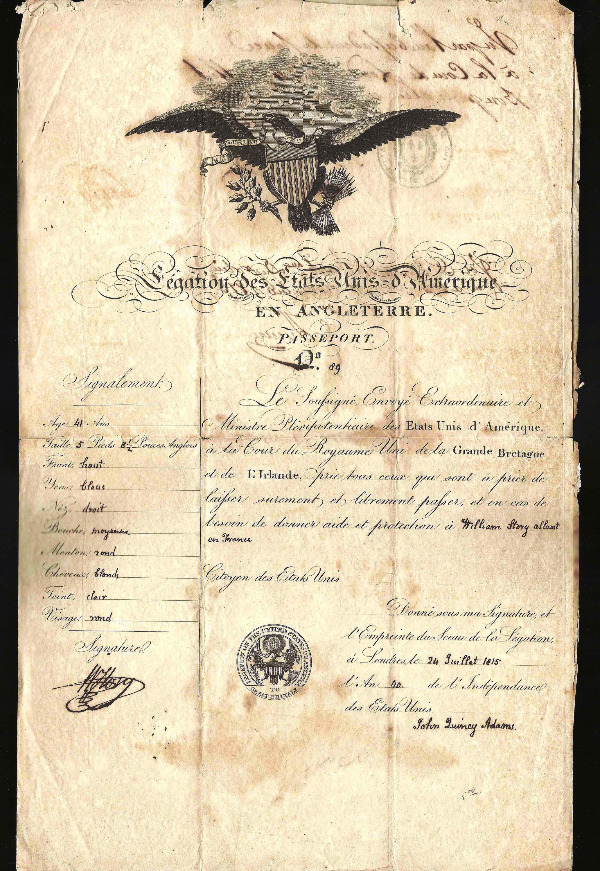 Légation des Etats Unis d'Amérique
EN ANGLETERRE.
PASSEPORT.
N.º 89
Signalement
Age, 41 Ans
Taille 5 Pieds 8½ Pouces Anglois
Front, haut
Yeux bleus
Nez, droit
Bouche, moyenne
Menton, rond
Cheveux, blonds
Teint, clair
Visage, rond
Signature
Le Soussigné, Envoyé Extraordinaire et
Ministre Plénipotentiaire des Etats Unis d'Amérique,
à la Cour du Royaume Uni de la Grande Bretagne
et de L'Irlande, prie tous ceux qui sont à prier de
laisser surement et librement passer, et en cas de
besoin de donner aide et protection à William Story allant
en France
Citoyen des Etats Unis
Donné sous ma Signature, et
l'Empreinte du Sceau de la Légation,
à Londres, le 24 Juillet 1815
l'An 40. de l'Indépendance
des Etats Unis
John Quincy Adams.